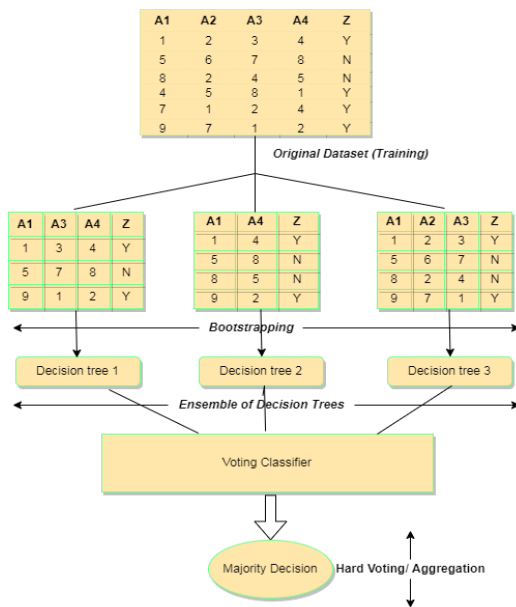 A1 A2 A3 A4 Z
1 2 3 4 Y
5 6 7 8 N
8 2 4 5 N
4 5 8 1 Y
7 1 2 4 Y
9 7 1 2 Y
Original Dataset (Training)
A1 A3 A4 Z
1 3 4 Y
5 7 8 N
9 1 2 Y
A1 A4 Z
1 4 Y
5 8 N
8 5 N
9 2 Y
A1 A2 A3 Z
1 2 3 Y
5 6 7 N
8 2 4 N
9 7 1 Y
Bootstrapping
Decision tree 1
Decision tree 2
Decision tree 3
Ensemble of Decision Trees
Voting Classifier
Majority Decision
Hard Voting/ Aggregation